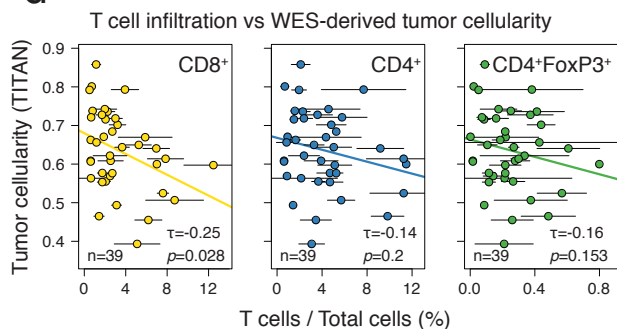 T cell infiltration vs WES-derived tumor cellularity
Tumor cellularity (TITAN)
0.9
0.8
0.7
0.6
0.5
0.4
CD8⁺
τ=-0.25
n=39
p=0.028
0 4 8 12
CD4⁺
τ=-0.14
n=39
p=0.2
0 4 8 12
CD4⁺FoxP3⁺
τ=-0.16
n=39
p=0.153
0.0 0.4 0.8
T cells / Total cells (%)